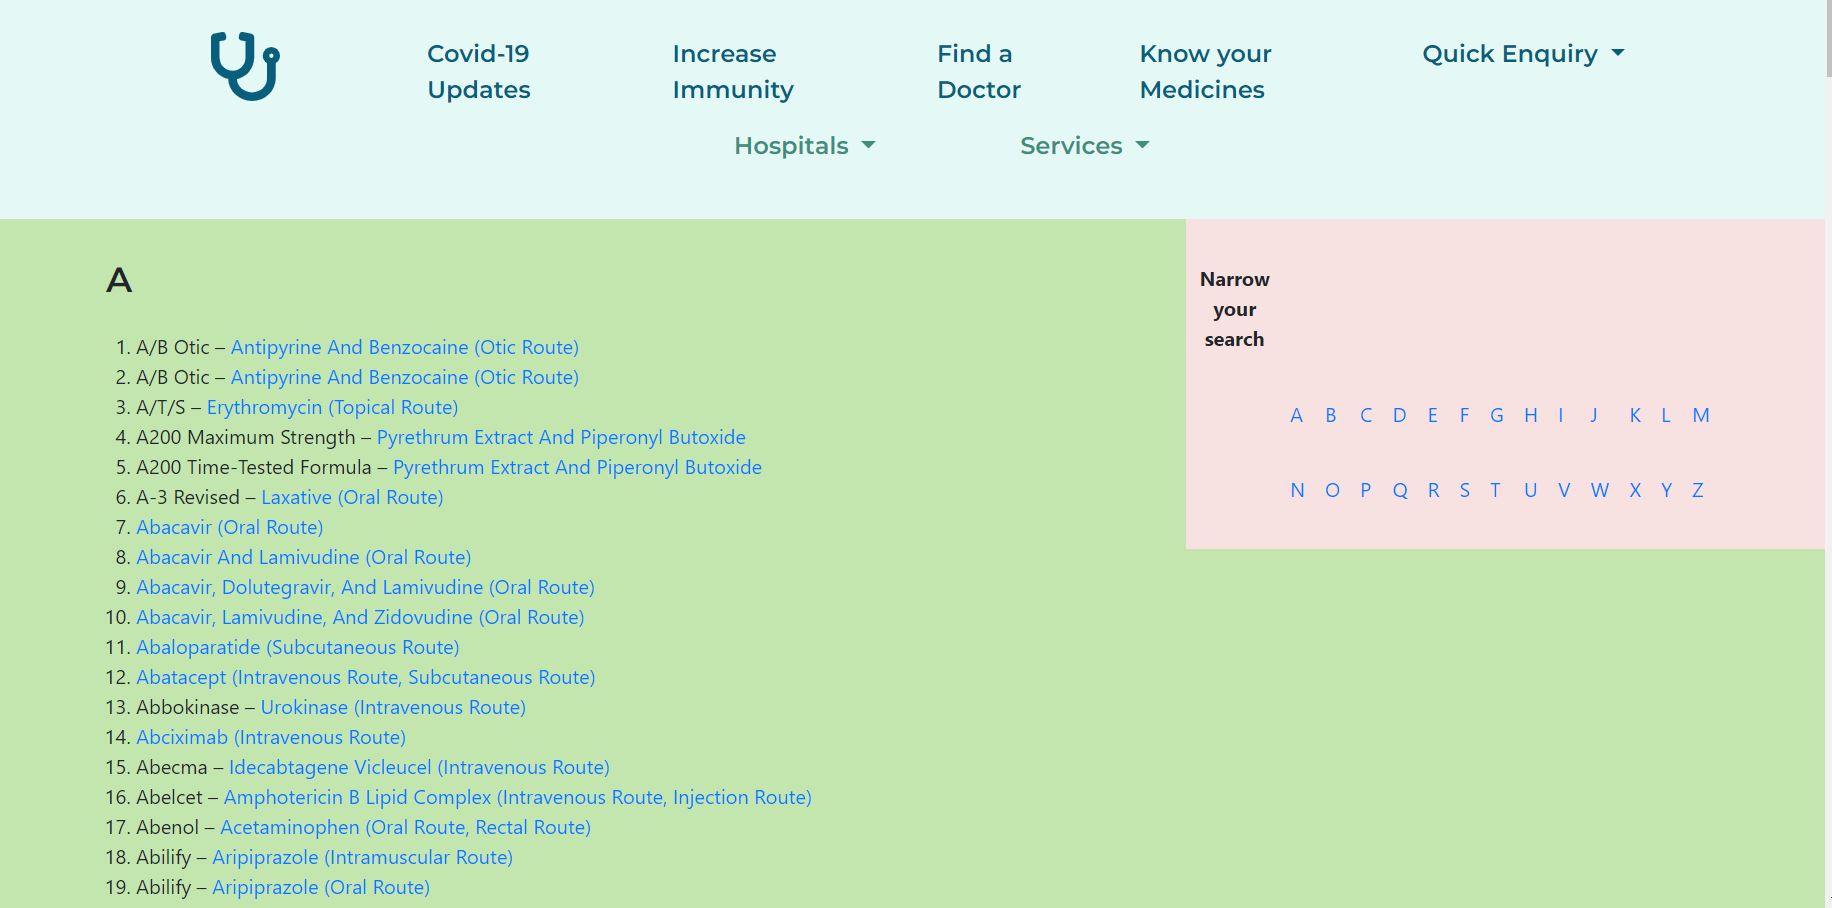 Covid-19
Updates
Increase
Immunity
Find a
Doctor
Know your
Medicines
Quick Enquiry
Hospitals
Services
A
1. A/B Otic – Antipyrine And Benzocaine (Otic Route)
2. A/B Otic – Antipyrine And Benzocaine (Otic Route)
3. A/T/S – Erythromycin (Topical Route)
4. A200 Maximum Strength – Pyrethrum Extract And Piperonyl Butoxide
5. A200 Time-Tested Formula – Pyrethrum Extract And Piperonyl Butoxide
6. A-3 Revised – Laxative (Oral Route)
7. Abacavir (Oral Route)
8. Abacavir And Lamivudine (Oral Route)
9. Abacavir, Dolutegravir, And Lamivudine (Oral Route)
10. Abacavir, Lamivudine, And Zidovudine (Oral Route)
11. Abaloparatide (Subcutaneous Route)
12. Abatacept (Intravenous Route, Subcutaneous Route)
13. Abbokinase – Urokinase (Intravenous Route)
14. Abciximab (Intravenous Route)
15. Abecma – Idecabtagene Vicleucel (Intravenous Route)
16. Abelcet – Amphotericin B Lipid Complex (Intravenous Route, Injection Route)
17. Abenol – Acetaminophen (Oral Route, Rectal Route)
18. Abilify – Aripiprazole (Intramuscular Route)
19. Abilify – Aripiprazole (Oral Route)
Narrow
your
search
A B C D E F G H I J K L M
N O P Q R S T U V W X Y Z